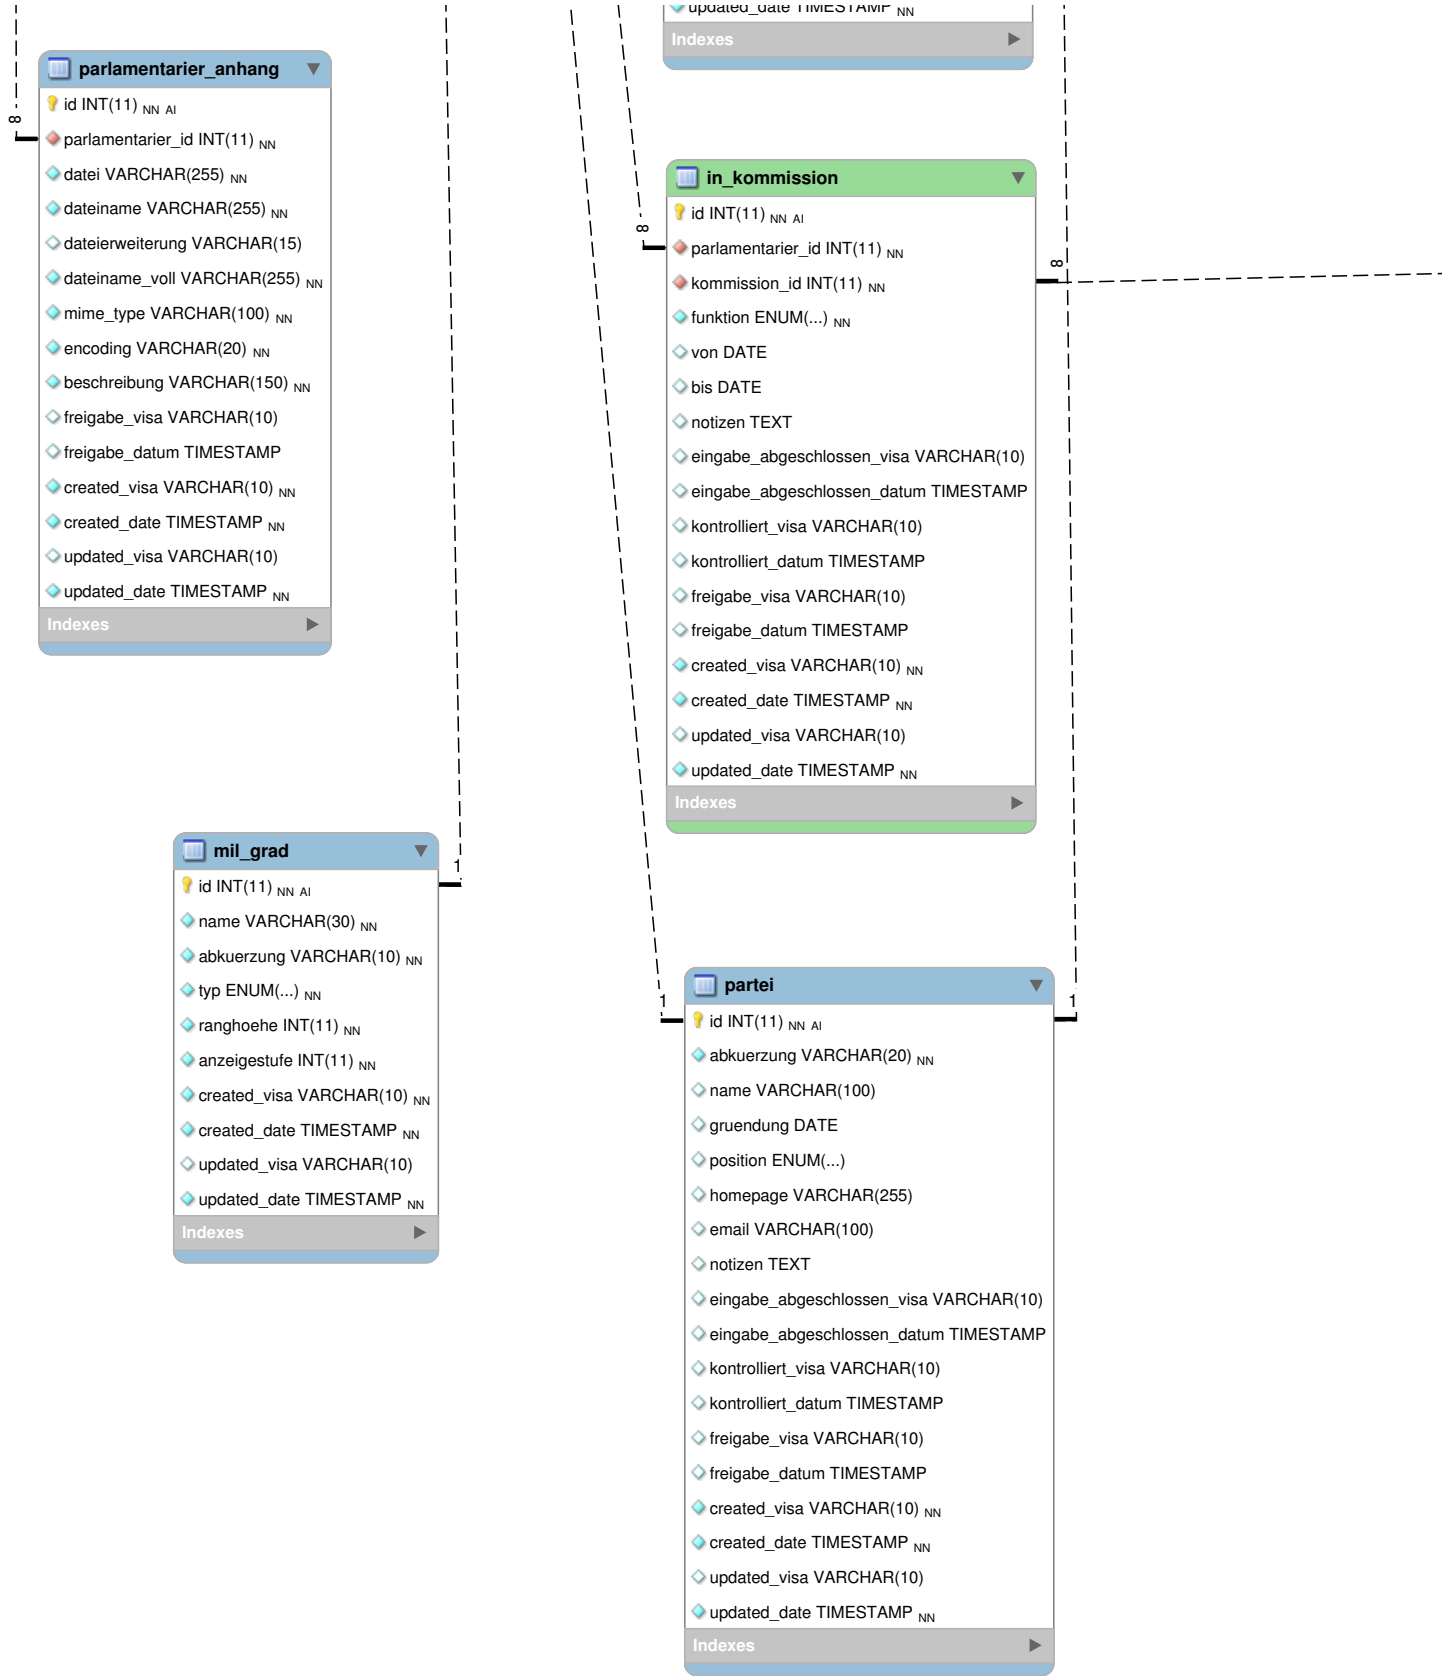 updated_date TIMESTAMP NN
Indexes
parlamentarier_anhang
id INT(11) NN AI
parlamentarier_id INT(11) NN
datei VARCHAR(255) NN
dateiname VARCHAR(255) NN
dateierweiterung VARCHAR(15)
dateiname_voll VARCHAR(255) NN
mime_type VARCHAR(100) NN
encoding VARCHAR(20) NN
beschreibung VARCHAR(150) NN
freigabe_visa VARCHAR(10)
freigabe_datum TIMESTAMP
created_visa VARCHAR(10) NN
created_date TIMESTAMP NN
updated_visa VARCHAR(10)
updated_date TIMESTAMP NN
Indexes
∞
in_kommission
id INT(11) NN AI
parlamentarier_id INT(11) NN
kommission_id INT(11) NN
funktion ENUM(...) NN
von DATE
bis DATE
notizen TEXT
eingabe_abgeschlossen_visa VARCHAR(10)
eingabe_abgeschlossen_datum TIMESTAMP
kontrolliert_visa VARCHAR(10)
kontrolliert_datum TIMESTAMP
freigabe_visa VARCHAR(10)
freigabe_datum TIMESTAMP
created_visa VARCHAR(10) NN
created_date TIMESTAMP NN
updated_visa VARCHAR(10)
updated_date TIMESTAMP NN
Indexes
∞
∞
mil_grad
id INT(11) NN AI
name VARCHAR(30) NN
abkuerzung VARCHAR(10) NN
typ ENUM(...) NN
ranghoehe INT(11) NN
anzeigestufe INT(11) NN
created_visa VARCHAR(10) NN
created_date TIMESTAMP NN
updated_visa VARCHAR(10)
updated_date TIMESTAMP NN
Indexes
1
partei
id INT(11) NN AI
abkuerzung VARCHAR(20) NN
name VARCHAR(100)
gruendung DATE
position ENUM(...)
homepage VARCHAR(255)
email VARCHAR(100)
notizen TEXT
eingabe_abgeschlossen_visa VARCHAR(10)
eingabe_abgeschlossen_datum TIMESTAMP
kontrolliert_visa VARCHAR(10)
kontrolliert_datum TIMESTAMP
freigabe_visa VARCHAR(10)
freigabe_datum TIMESTAMP
created_visa VARCHAR(10) NN
created_date TIMESTAMP NN
updated_visa VARCHAR(10)
updated_date TIMESTAMP NN
Indexes
1
1